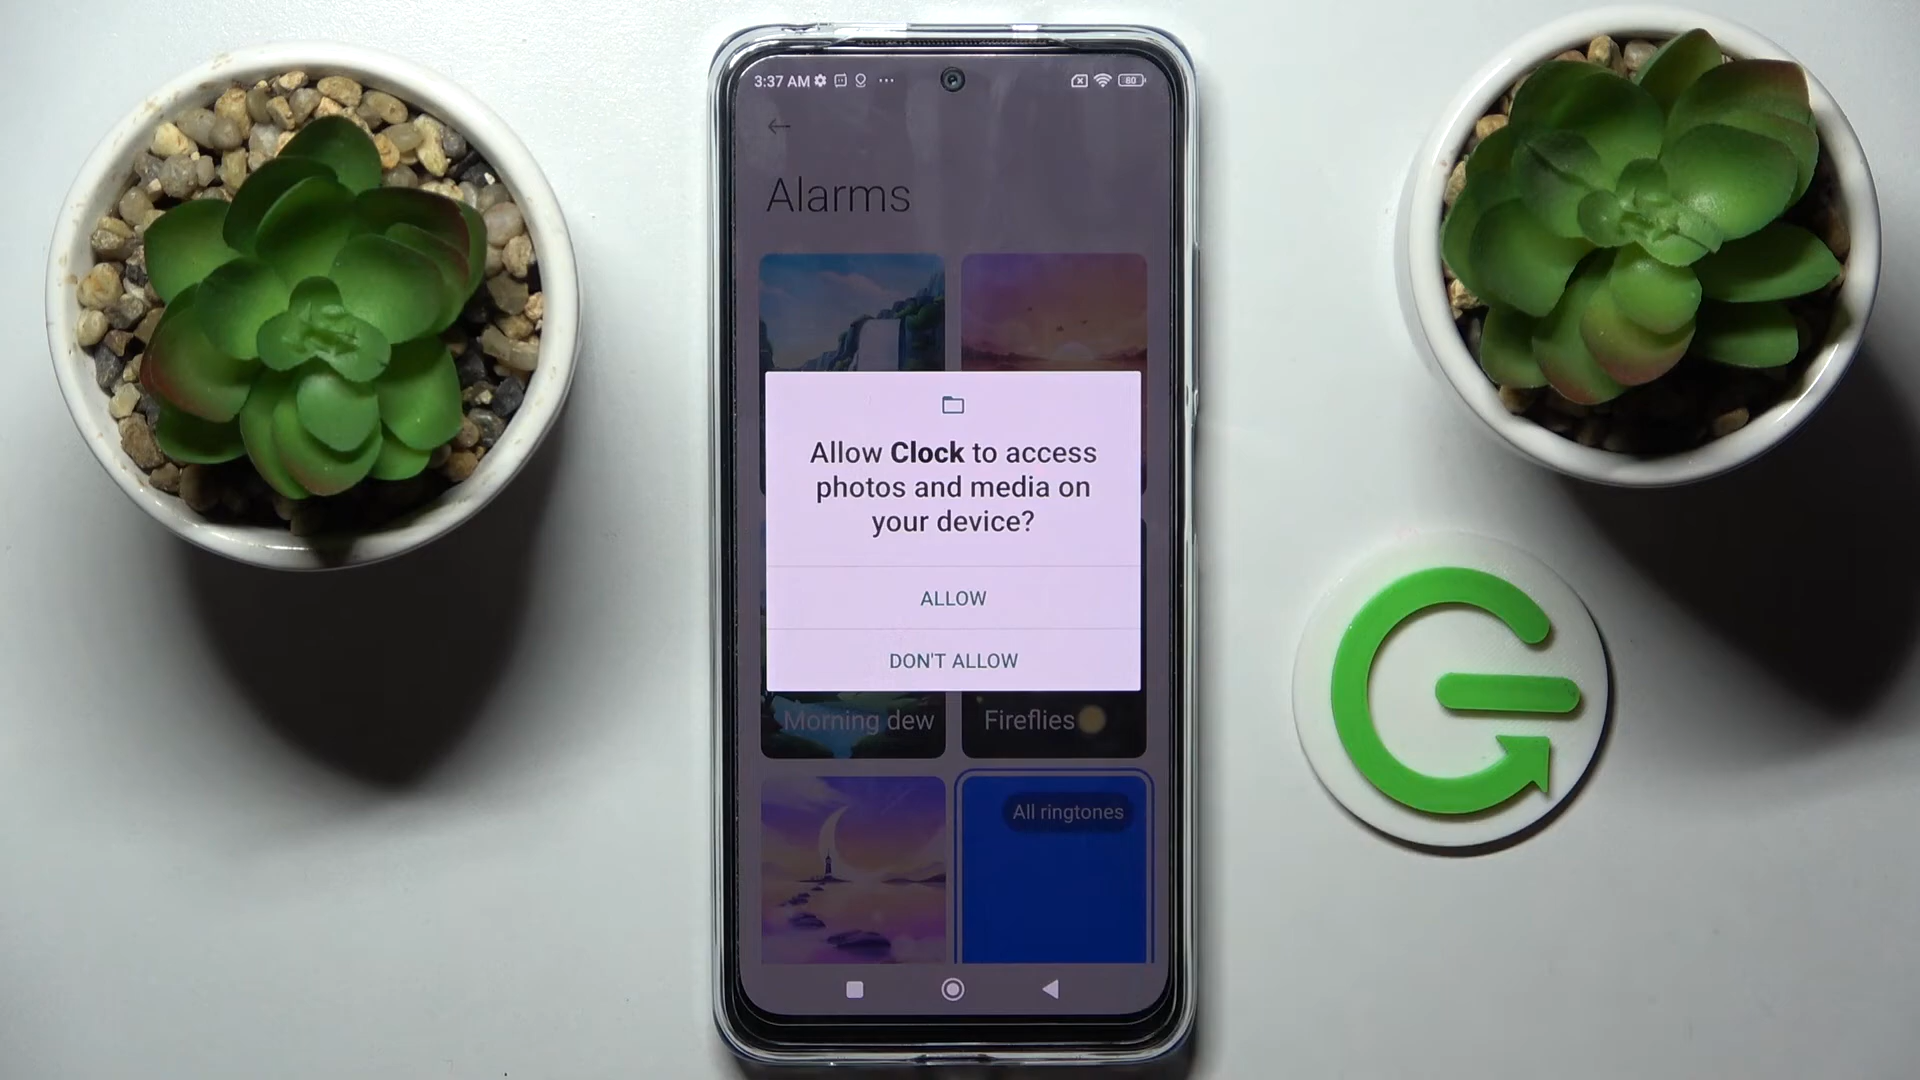 3:37 AM
80
Alarms
Allow Clock to access
photos and media on
your device?
ALLOW
DON'T ALLOW
Morning dew
Fireflies
All ringtones